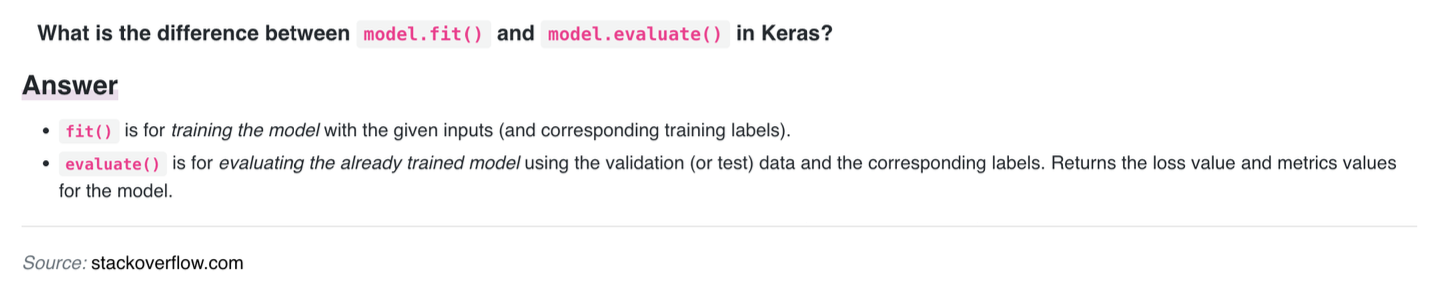 What is the difference between model.fit() and model.evaluate() in Keras?
Answer
• fit() is for training the model with the given inputs (and corresponding training labels).
• evaluate() is for evaluating the already trained model using the validation (or test) data and the corresponding labels. Returns the loss value and metrics values
for the model.
Source: stackoverflow.com